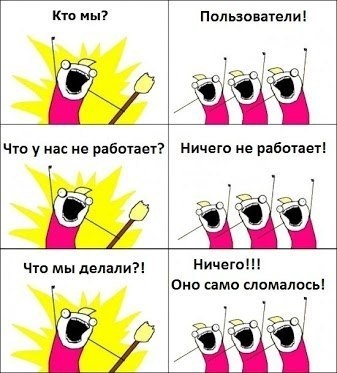 Кто мы?
Пользователи!
Что у нас не работает?
Ничего не работает!
Что мы делали?!
Ничего!!!
Оно само сломалось!